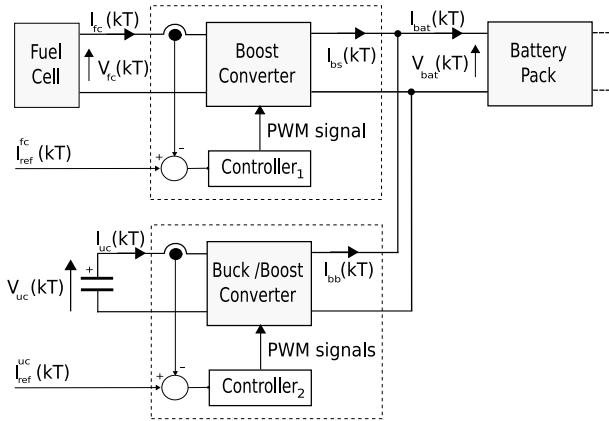 I_fc(kT)
Fuel
Cell
V_fc(kT)
Boost
Converter
I_bs(kT)
I_bat(kT)
V_bat(kT)
Battery
Pack
PWM signal
I_ref^fc(kT)
+
-
Controller_1
I_uc(kT)
+
V_uc(kT)
Buck /Boost
Converter
I_bb(kT)
PWM signals
I_ref^uc(kT)
+
-
Controller_2